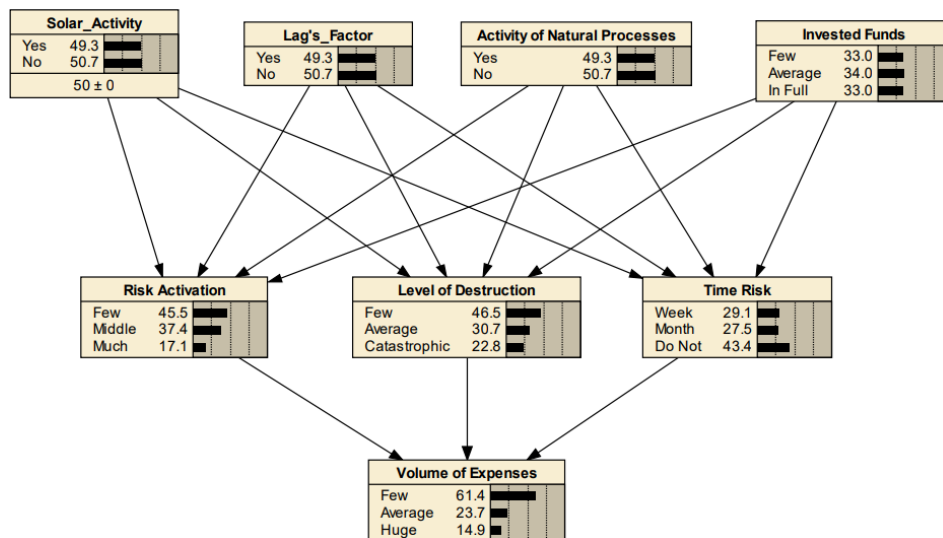 Solar_Activity
Yes 49.3
No 50.7
50 ± 0
Lag's_Factor
Yes 49.3
No 50.7
Activity of Natural Processes
Yes 49.3
No 50.7
Invested Funds
Few 33.0
Average 34.0
In Full 33.0
Risk Activation
Few 45.5
Middle 37.4
Much 17.1
Level of Destruction
Few 46.5
Average 30.7
Catastrophic 22.8
Time Risk
Week 29.1
Month 27.5
Do Not 43.4
Volume of Expenses
Few 61.4
Average 23.7
Huge 14.9